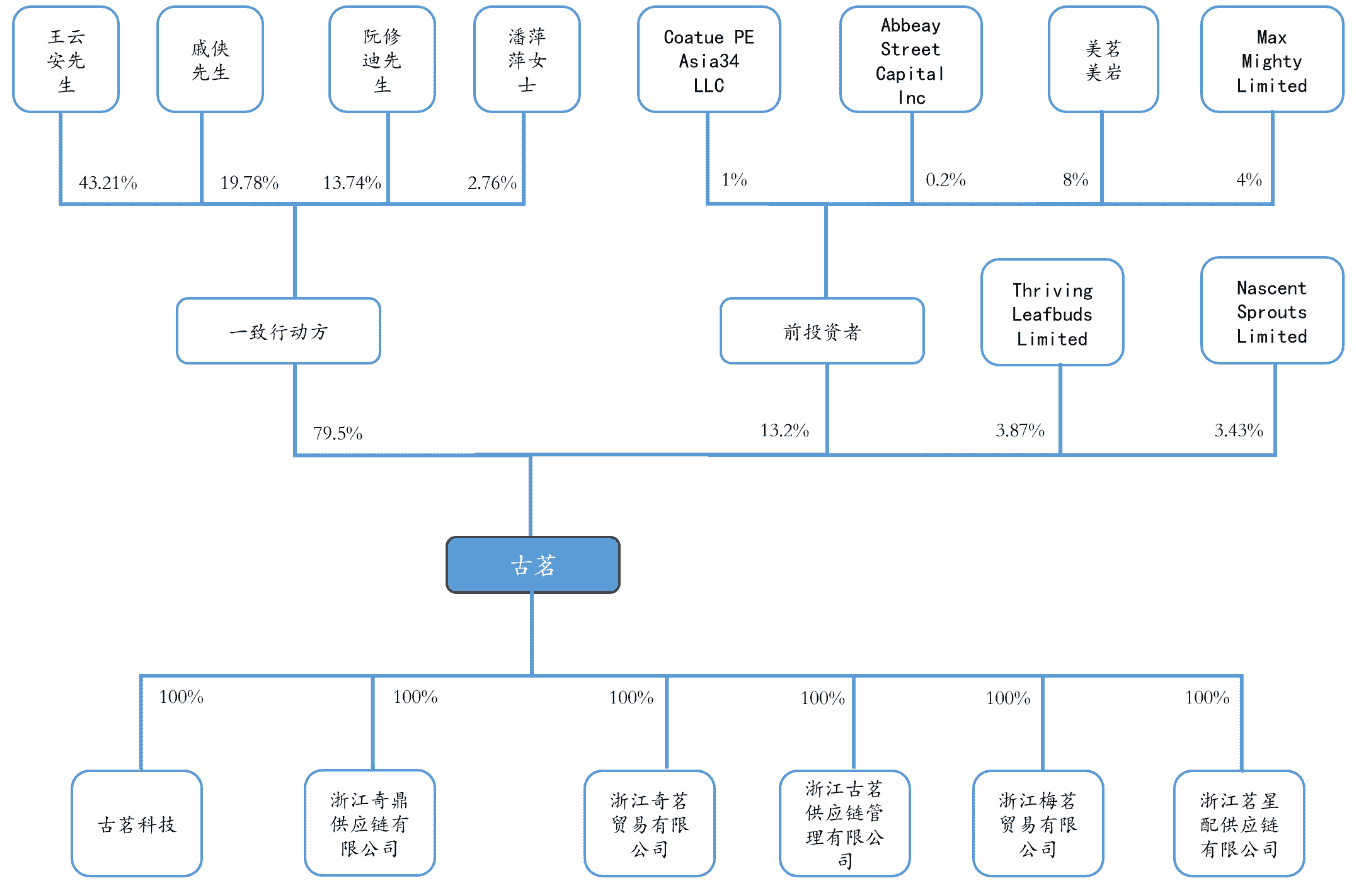 王云
安先
生
戚侠
先生
阮修
迪先
生
潘萍
萍女
士
Coatue PE
Asia34
LLC
Abbeay
Street
Capital
Inc
美茗
美岩
Max
Mighty
Limited
43.21%
19.78%
13.74%
2.76%
1%
0.2%
8%
4%
一致行动方
前投资者
Thriving
Leafbuds
Limited
Nascent
Sprouts
Limited
79.5%
13.2%
3.87%
3.43%
古茗
100%
100%
100%
100%
100%
100%
古茗科技
浙江奇鼎
供应链有
限公司
浙江奇茗
贸易有限
公司
浙江古茗
供应链管
理有限公
司
浙江梅茗
贸易有限
公司
浙江茗星
配供应链
有限公司